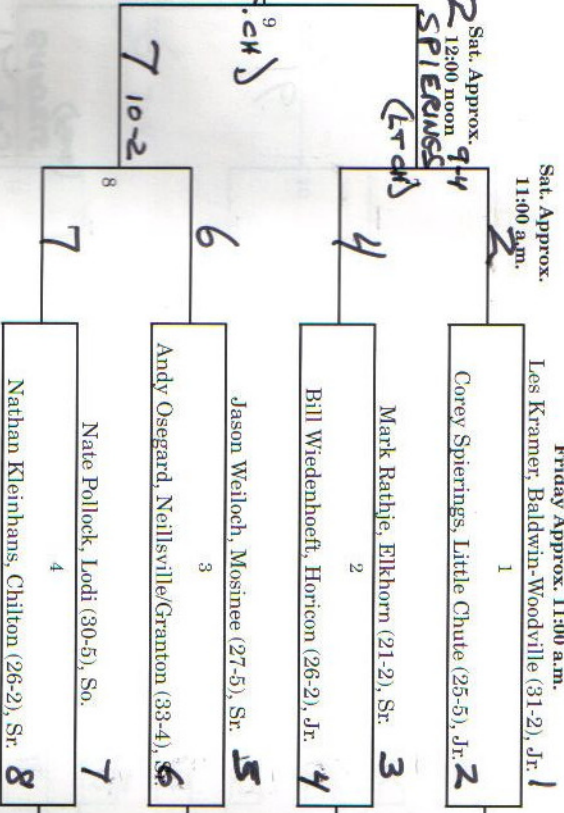 Friday Approx. 11:00 a.m.
Les Kramer, Baldwin-Woodville (31-2), Jr. 1
1
Corey Spierings, Little Chute (25-5), Jr. 2
Mark Rathje, Elkhorn (21-2), Sr. 3
2
Bill Wiedenhoeft, Horicon (26-2), Jr. 4
Jason Weiloch, Mosinee (27-5), Sr. 5
3
Andy Osegard, Neillsville/Granton (33-4), 6
Nate Pollock, Lodi (30-5), So. 7
4
Nathan Kleinhans, Chilton (26-2), Sr. 8
Sat. Approx.
11:00 a.m.
2
4
6
7
8
Sat. Approx.
12:00 noon 9-4
2
SPIERINGS
(LT CH)
7 10-2
9
. CH)